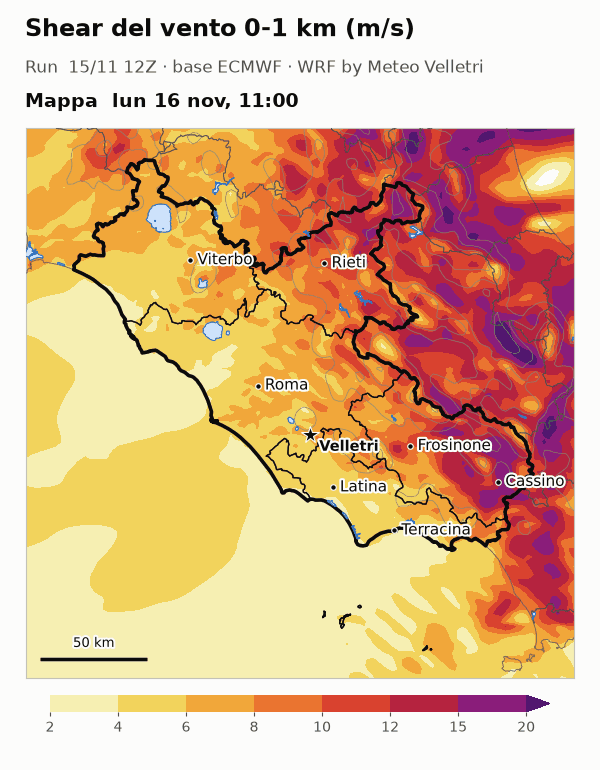 Shear del vento 0-1 km (m/s)
Run  15/11 12Z · base ECMWF · WRF by Meteo Velletri
Mappa  lun 16 nov, 11:00
Viterbo
Rieti
Roma
Velletri
Frosinone
Latina
Cassino
Terracina
50 km
2 4 6 8 10 12 15 20